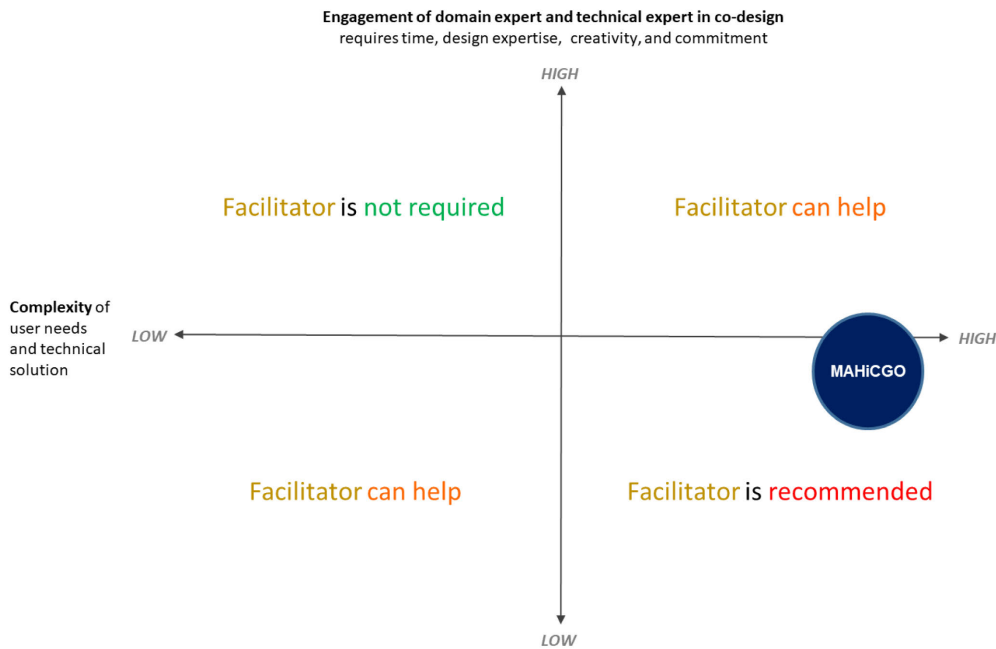 Engagement of domain expert and technical expert in co-design
requires time, design expertise, creativity, and commitment
HIGH
Facilitator is not required
Facilitator can help
Complexity of
user needs
and technical
solution
LOW
HIGH
MAHiCGO
Facilitator can help
Facilitator is recommended
LOW